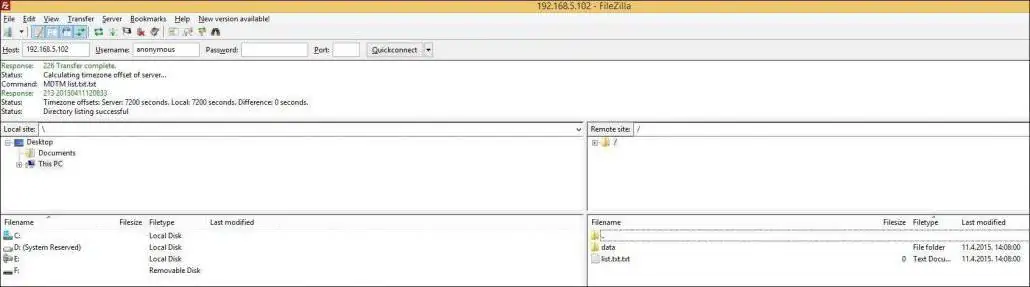 192.168.5.102 - FileZilla
File Edit View Transfer Server Bookmarks Help New version available!
Host: 192.168.5.102 Username: anonymous Password: Port: Quickconnect
Response: 226 Transfer complete.
Status: Calculating timezone offset of server...
Command: MDTM list.txt.txt
Response: 213 20150411120833
Status: Timezone offsets: Server: 7200 seconds. Local: 7200 seconds. Difference: 0 seconds.
Status: Directory listing successful
Local site: \ Remote site: /
Desktop /
Documents
This PC
Filename Filesize Filetype Last modified Filename Filesize Filetype Last modified
C: Local Disk ..
D: (System Reserved) Local Disk data File folder 11.4.2015. 14:08:00
E: Local Disk list.txt.txt 0 Text Docu... 11.4.2015. 14:08:00
F: Removable Disk